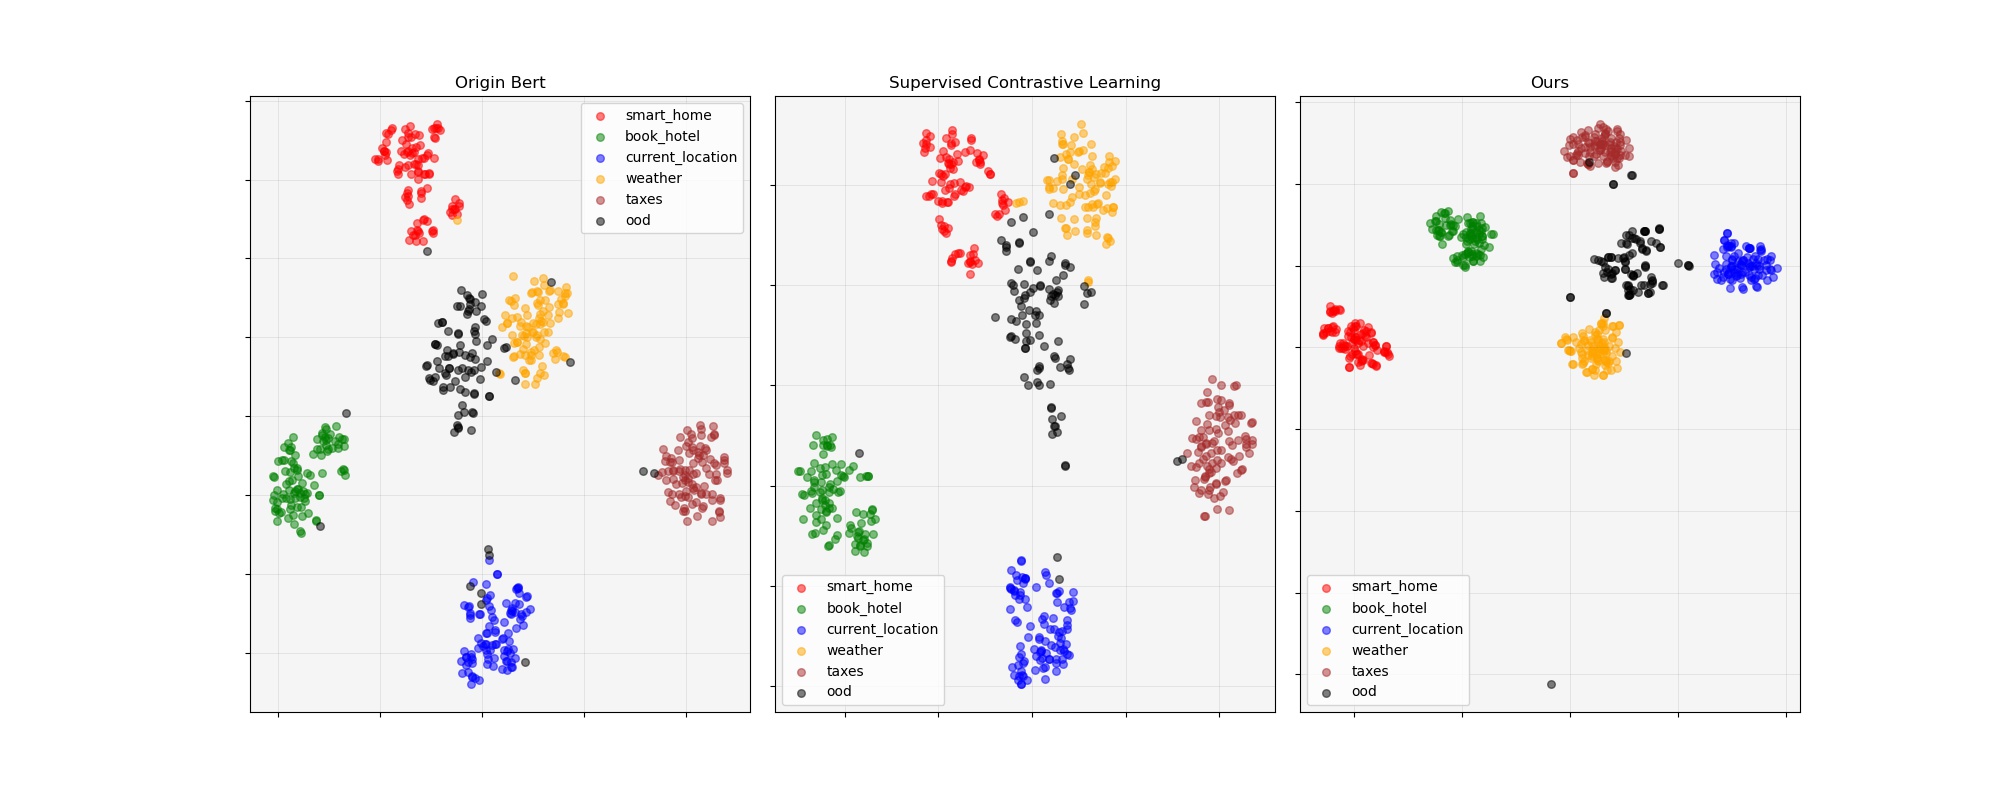 Origin Bert
smart_home
book_hotel
current_location
weather
taxes
ood
Supervised Contrastive Learning
smart_home
book_hotel
current_location
weather
taxes
ood
Ours
smart_home
book_hotel
current_location
weather
taxes
ood